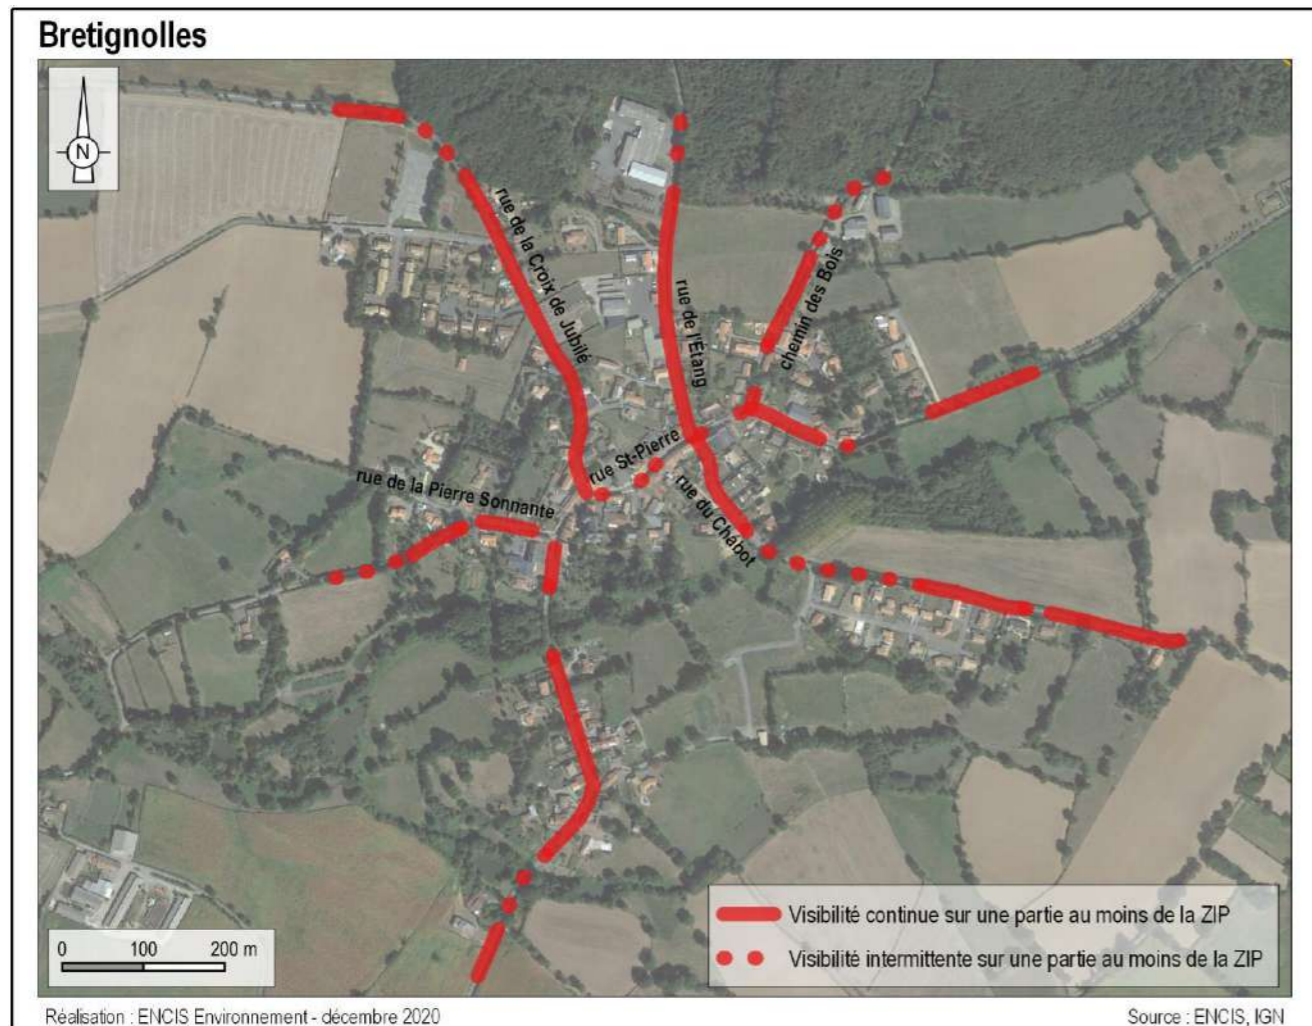 Bretignolles
N
rue de la Croix de Jubilé
rue de l'Étang
chemin des Bois
rue St-Pierre
rue de la Pierre Sonnante
rue du Chabot
0 100 200 m
Visibilité continue sur une partie au moins de la ZIP
Visibilité intermittente sur une partie au moins de la ZIP
Réalisation : ENCIS Environnement - décembre 2020
Source : ENCIS, IGN